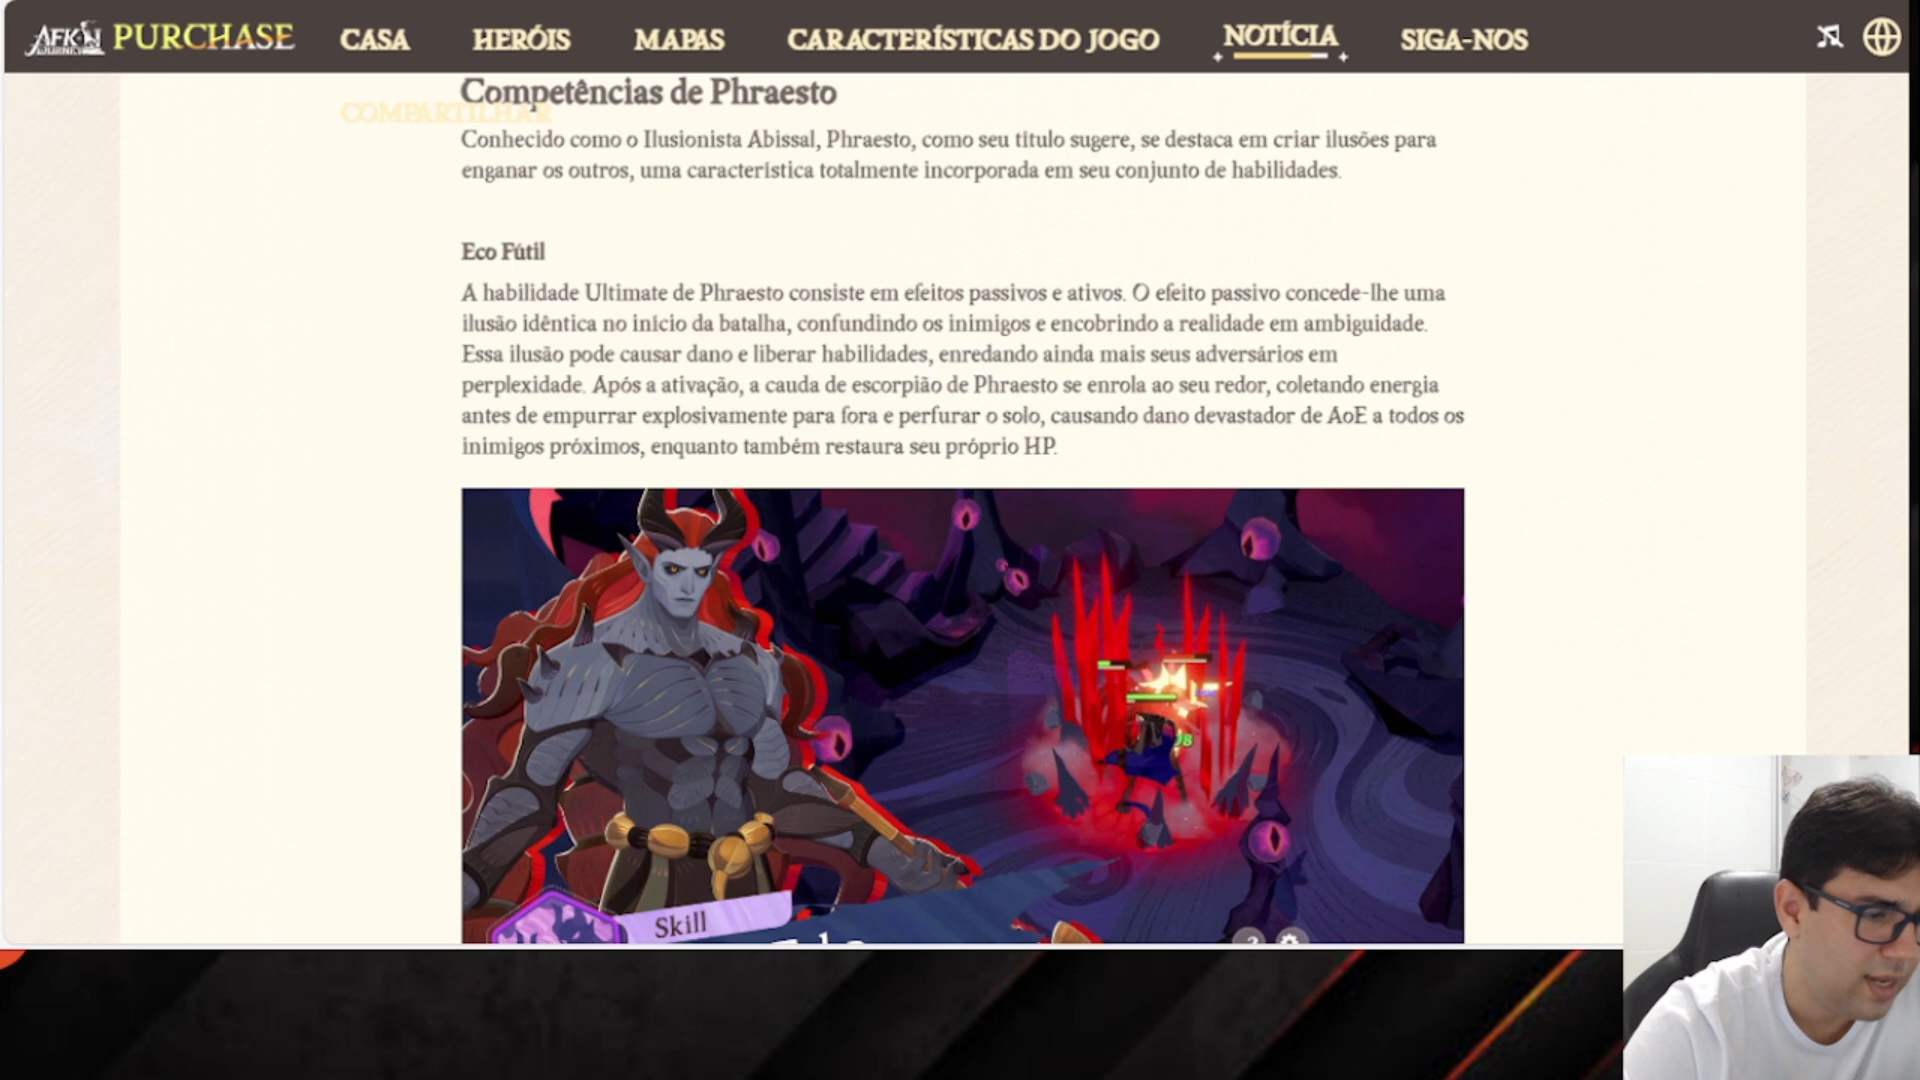 AFK JOURNEY PURCHASE CASA HERÓIS MAPAS CARACTERÍSTICAS DO JOGO NOTÍCIA SIGA-NOS
COMPARTILHAR
Competências de Phraesto
Conhecido como o Ilusionista Abissal, Phraesto, como seu título sugere, se destaca em criar ilusões para
enganar os outros, uma característica totalmente incorporada em seu conjunto de habilidades.
Eco Fútil
A habilidade Ultimate de Phraesto consiste em efeitos passivos e ativos. O efeito passivo concede-lhe uma
ilusão idêntica no início da batalha, confundindo os inimigos e encobrindo a realidade em ambiguidade.
Essa ilusão pode causar dano e liberar habilidades, enredando ainda mais seus adversários em
perplexidade. Após a ativação, a cauda de escorpião de Phraesto se enrola ao seu redor, coletando energia
antes de empurrar explosivamente para fora e perfurar o solo, causando dano devastador de AoE a todos os
inimigos próximos, enquanto também restaura seu próprio HP.
Skill